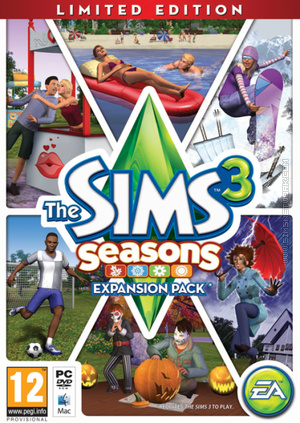 LIMITED EDITION
The SIMS™ 3
Seasons
EXPANSION PACK
12
www.pegi.info
PROVISIONAL
PC
DVD
ROM
Mac
REQUIRES THE SIMS 3 TO PLAY.
EA